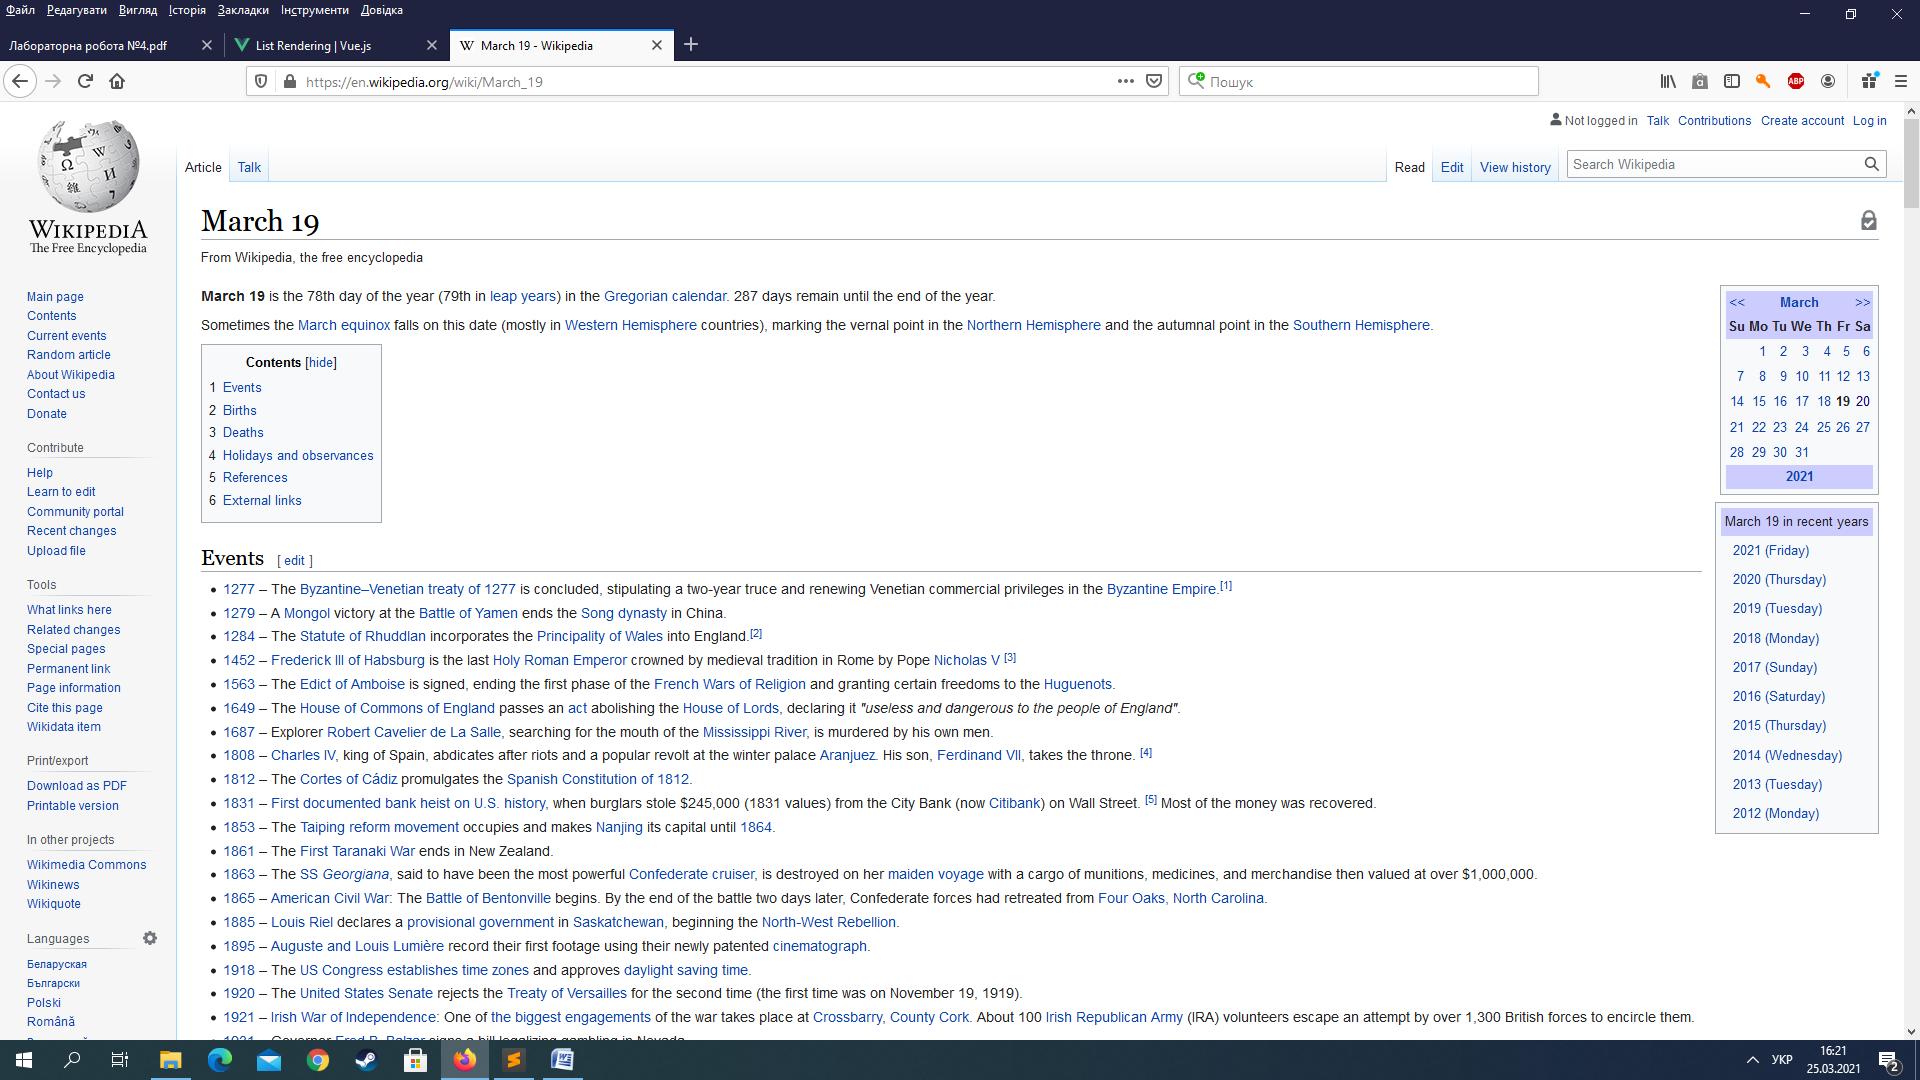 Файл Редагувати Вигляд Історія Закладки Інструменти Довідка
Лабораторна робота №4.pdf
List Rendering | Vue.js
March 19 - Wikipedia
https://en.wikipedia.org/wiki/March_19
Пошук
ABP
Not logged in Talk Contributions Create account Log in
Article Talk
Read Edit View history
Search Wikipedia
WIKIPEDIA
The Free Encyclopedia
Main page
Contents
Current events
Random article
About Wikipedia
Contact us
Donate
Contribute
Help
Learn to edit
Community portal
Recent changes
Upload file
Tools
What links here
Related changes
Special pages
Permanent link
Page information
Cite this page
Wikidata item
Print/export
Download as PDF
Printable version
In other projects
Wikimedia Commons
Wikinews
Wikiquote
Languages
Беларуская
Български
Polski
Română
March 19
From Wikipedia, the free encyclopedia
March 19 is the 78th day of the year (79th in leap years) in the Gregorian calendar. 287 days remain until the end of the year.
Sometimes the March equinox falls on this date (mostly in Western Hemisphere countries), marking the vernal point in the Northern Hemisphere and the autumnal point in the Southern Hemisphere.
Contents [hide]
1 Events
2 Births
3 Deaths
4 Holidays and observances
5 References
6 External links
Events [ edit ]
1277 – The Byzantine–Venetian treaty of 1277 is concluded, stipulating a two-year truce and renewing Venetian commercial privileges in the Byzantine Empire.[1]
1279 – A Mongol victory at the Battle of Yamen ends the Song dynasty in China.
1284 – The Statute of Rhuddlan incorporates the Principality of Wales into England.[2]
1452 – Frederick III of Habsburg is the last Holy Roman Emperor crowned by medieval tradition in Rome by Pope Nicholas V [3]
1563 – The Edict of Amboise is signed, ending the first phase of the French Wars of Religion and granting certain freedoms to the Huguenots.
1649 – The House of Commons of England passes an act abolishing the House of Lords, declaring it "useless and dangerous to the people of England".
1687 – Explorer Robert Cavelier de La Salle, searching for the mouth of the Mississippi River, is murdered by his own men.
1808 – Charles IV, king of Spain, abdicates after riots and a popular revolt at the winter palace Aranjuez. His son, Ferdinand VII, takes the throne. [4]
1812 – The Cortes of Cádiz promulgates the Spanish Constitution of 1812.
1831 – First documented bank heist on U.S. history, when burglars stole $245,000 (1831 values) from the City Bank (now Citibank) on Wall Street. [5] Most of the money was recovered.
1853 – The Taiping reform movement occupies and makes Nanjing its capital until 1864.
1861 – The First Taranaki War ends in New Zealand.
1863 – The SS Georgiana, said to have been the most powerful Confederate cruiser, is destroyed on her maiden voyage with a cargo of munitions, medicines, and merchandise then valued at over $1,000,000.
1865 – American Civil War: The Battle of Bentonville begins. By the end of the battle two days later, Confederate forces had retreated from Four Oaks, North Carolina.
1885 – Louis Riel declares a provisional government in Saskatchewan, beginning the North-West Rebellion.
1895 – Auguste and Louis Lumière record their first footage using their newly patented cinematograph.
1918 – The US Congress establishes time zones and approves daylight saving time.
1920 – The United States Senate rejects the Treaty of Versailles for the second time (the first time was on November 19, 1919).
1921 – Irish War of Independence: One of the biggest engagements of the war takes place at Crossbarry, County Cork. About 100 Irish Republican Army (IRA) volunteers escape an attempt by over 1,300 British forces to encircle them.
1931 – Governor Fred B. Balzar signs a bill legalizing gambling in Nevada.
<< March >>
Su Mo Tu We Th Fr Sa
1 2 3 4 5 6
7 8 9 10 11 12 13
14 15 16 17 18 19 20
21 22 23 24 25 26 27
28 29 30 31
2021
March 19 in recent years
2021 (Friday)
2020 (Thursday)
2019 (Tuesday)
2018 (Monday)
2017 (Sunday)
2016 (Saturday)
2015 (Thursday)
2014 (Wednesday)
2013 (Tuesday)
2012 (Monday)
УКР
16:21
25.03.2021
2